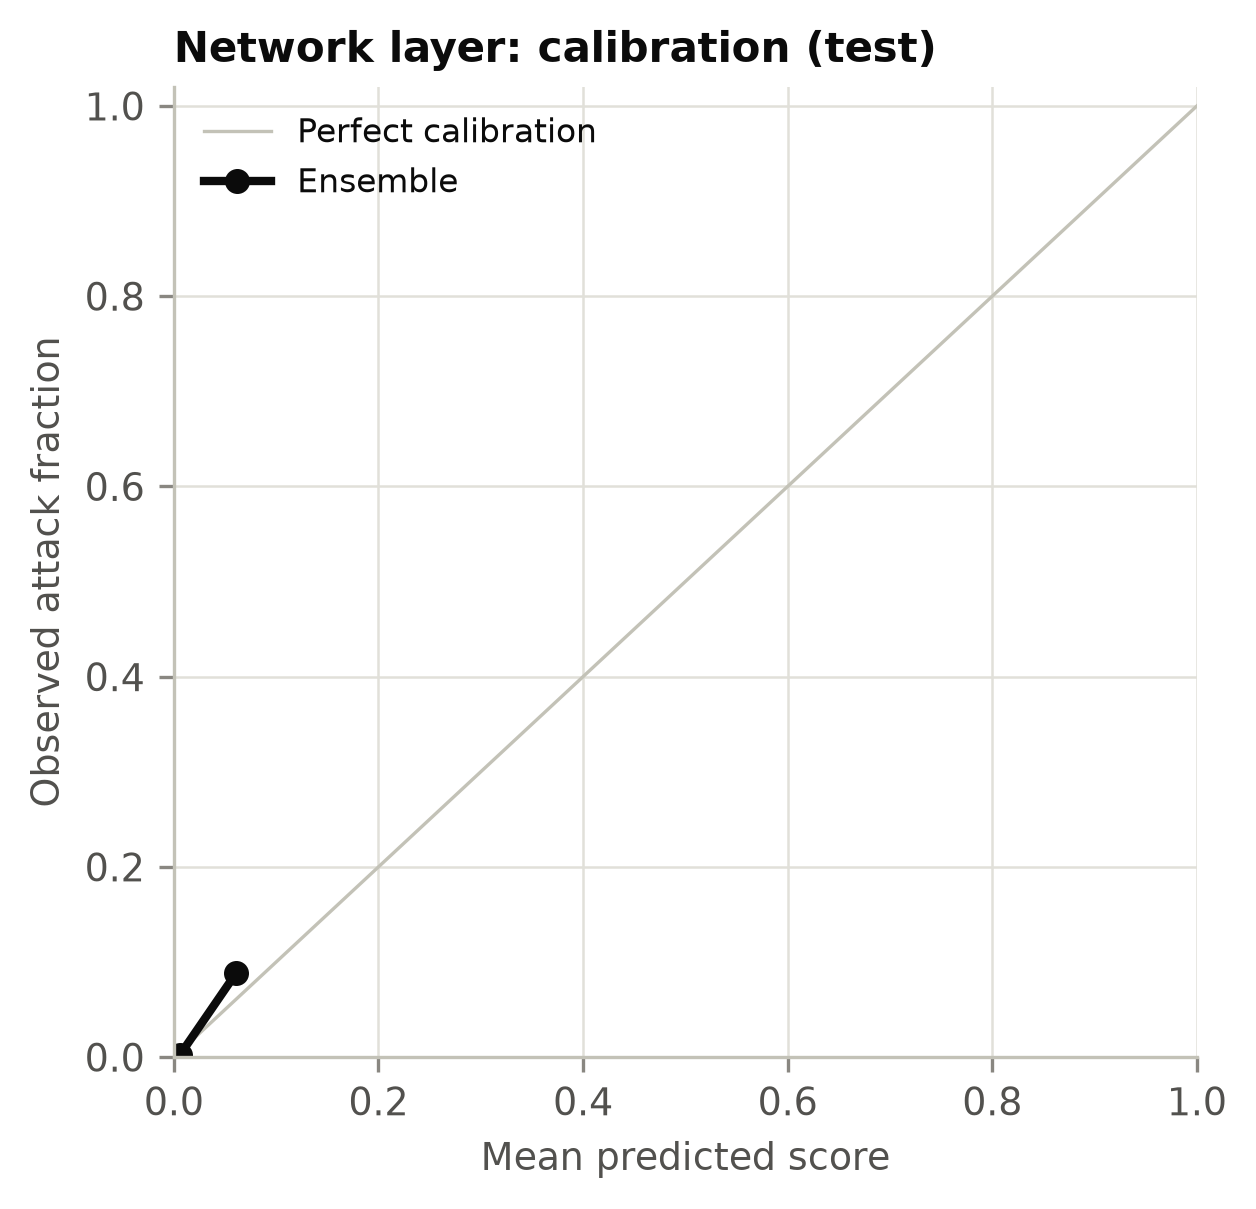 Network layer: calibration (test)
Perfect calibration
Ensemble
Observed attack fraction
1.0
0.8
0.6
0.4
0.2
0.0
0.0 0.2 0.4 0.6 0.8 1.0
Mean predicted score